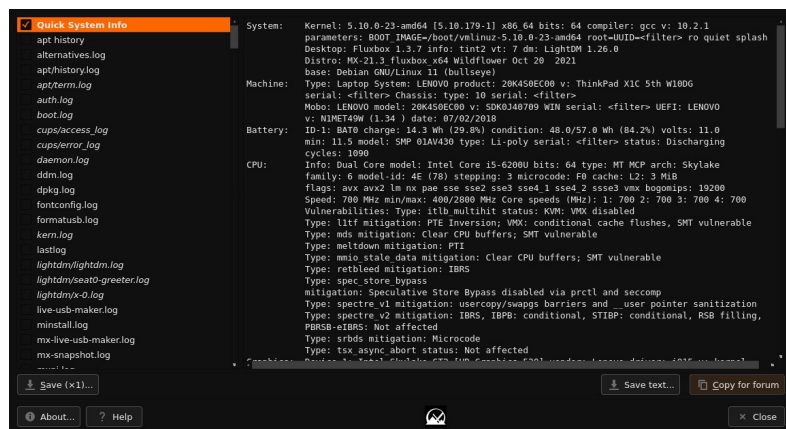 Quick System Info
apt history
alternatives.log
apt/history.log
apt/term.log
auth.log
boot.log
cups/access_log
cups/error_log
daemon.log
ddm.log
dpkg.log
fontconfig.log
formatusb.log
kern.log
lastlog
lightdm/lightdm.log
lightdm/seat0-greeter.log
lightdm/x-0.log
live-usb-maker.log
minstall.log
mx-live-usb-maker.log
mx-snapshot.log
System: Kernel: 5.10.0-23-amd64 [5.10.179-1] x86_64 bits: 64 compiler: gcc v: 10.2.1
parameters: BOOT_IMAGE=/boot/vmlinuz-5.10.0-23-amd64 root=UUID=<filter> ro quiet splash
Desktop: Fluxbox 1.3.7 info: tint2 vt: 7 dm: LightDM 1.26.0
Distro: MX-21.3_fluxbox_x64 Wildflower Oct 20 2021
base: Debian GNU/Linux 11 (bullseye)
Machine: Type: Laptop System: LENOVO product: 20K4S0EC00 v: ThinkPad X1C 5th W10DG
serial: <filter> Chassis: type: 10 serial: <filter>
Mobo: LENOVO model: 20K4S0EC00 v: SDK0J40709 WIN serial: <filter> UEFI: LENOVO
v: N1MET49W (1.34 ) date: 07/02/2018
Battery: ID-1: BAT0 charge: 14.3 Wh (29.8%) condition: 48.0/57.0 Wh (84.2%) volts: 11.0
min: 11.5 model: SMP 01AV430 type: Li-poly serial: <filter> status: Discharging
cycles: 1090
CPU: Info: Dual Core model: Intel Core i5-6200U bits: 64 type: MT MCP arch: Skylake
family: 6 model-id: 4E (78) stepping: 3 microcode: F0 cache: L2: 3 MiB
flags: avx avx2 lm nx pae sse sse2 sse3 sse4_1 sse4_2 ssse3 vmx bogomips: 19200
Speed: 700 MHz min/max: 400/2800 MHz Core speeds (MHz): 1: 700 2: 700 3: 700 4: 700
Vulnerabilities: Type: itlb_multihit status: KVM: VMX disabled
Type: l1tf mitigation: PTE Inversion; VMX: conditional cache flushes, SMT vulnerable
Type: mds mitigation: Clear CPU buffers; SMT vulnerable
Type: meltdown mitigation: PTI
Type: mmio_stale_data mitigation: Clear CPU buffers; SMT vulnerable
Type: retbleed mitigation: IBRS
Type: spec_store_bypass
mitigation: Speculative Store Bypass disabled via prctl and seccomp
Type: spectre_v1 mitigation: usercopy/swapgs barriers and __user pointer sanitization
Type: spectre_v2 mitigation: IBRS, IBPB: conditional, STIBP: conditional, RSB filling,
PBRSB-eIBRS: Not affected
Type: srbds mitigation: Microcode
Type: tsx_async_abort status: Not affected
Save (×1)...
Save text...
Copy for forum
About...
? Help
Close